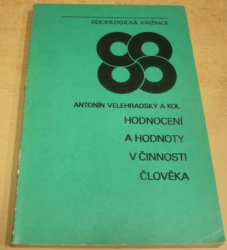 SOCIOLOGICKÁ KNIŽNICE
ANTONÍN VELEHRADSKÝ A KOL.
HODNOCENÍ
A HODNOTY
V ČINNOSTI
ČLOVĚKA